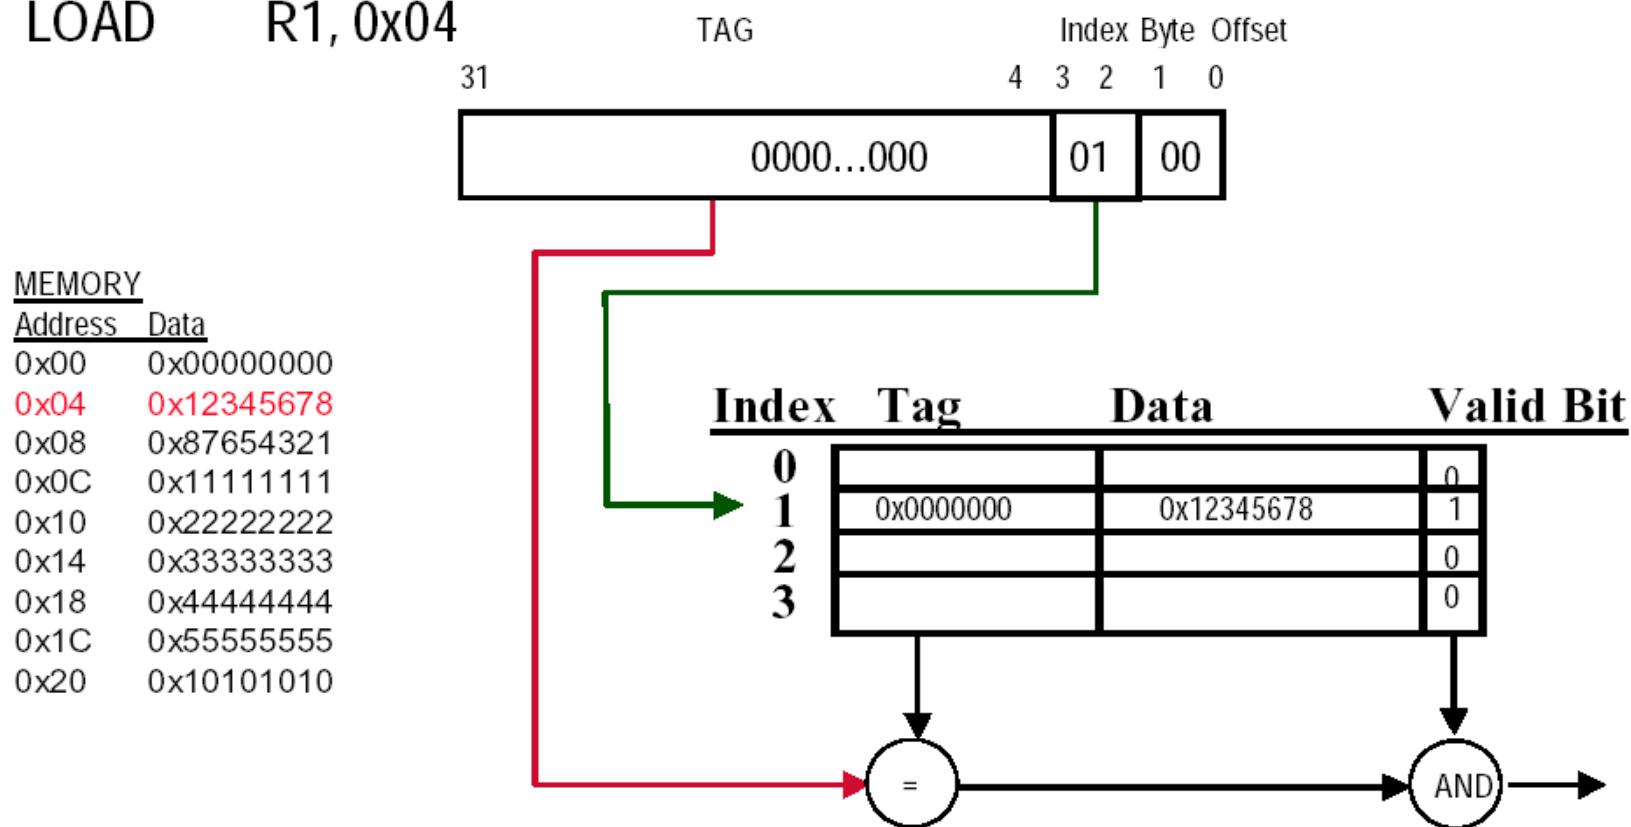 LOAD R1, 0x04
TAG Index Byte Offset
31 4 3 2 1 0
0000...000 01 00
MEMORY
Address Data
0x00 0x00000000
0x04 0x12345678
0x08 0x87654321
0x0C 0x11111111
0x10 0x22222222
0x14 0x33333333
0x18 0x44444444
0x1C 0x55555555
0x20 0x10101010
Index Tag Data Valid Bit
0 0
1 0x0000000 0x12345678 1
2 0
3 0
= AND